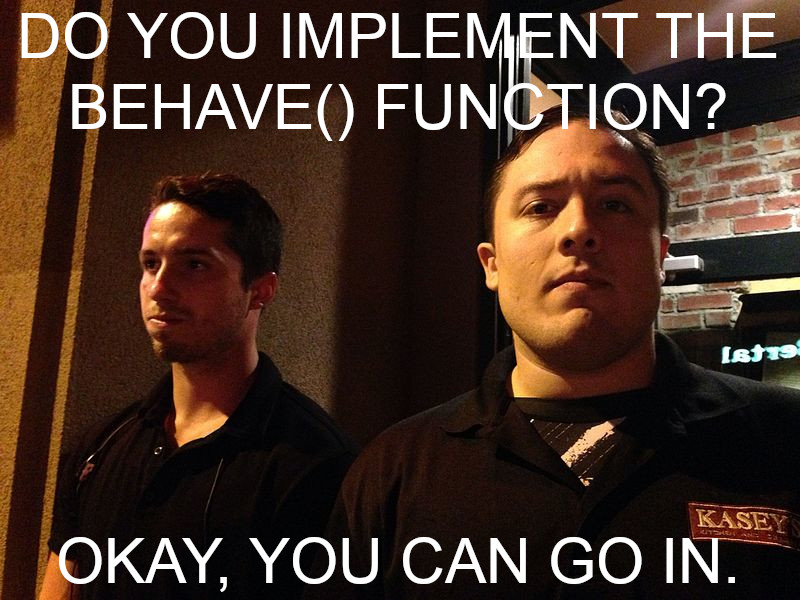 DO YOU IMPLEMENT THE
BEHAVE() FUNCTION?
KASEY'S
OKAY, YOU CAN GO IN.